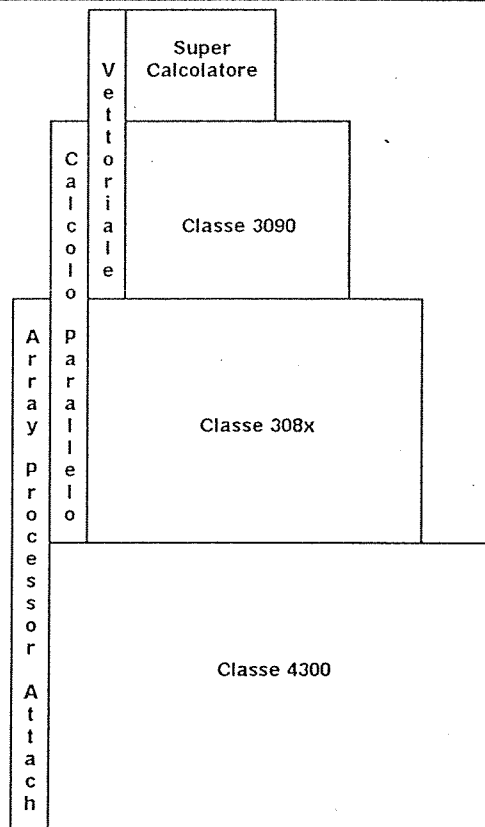 Super
Calcolatore
Vettoriale
Calcolo parallelo
Classe 3090
Array Processor Attach
Classe 308x
Classe 4300